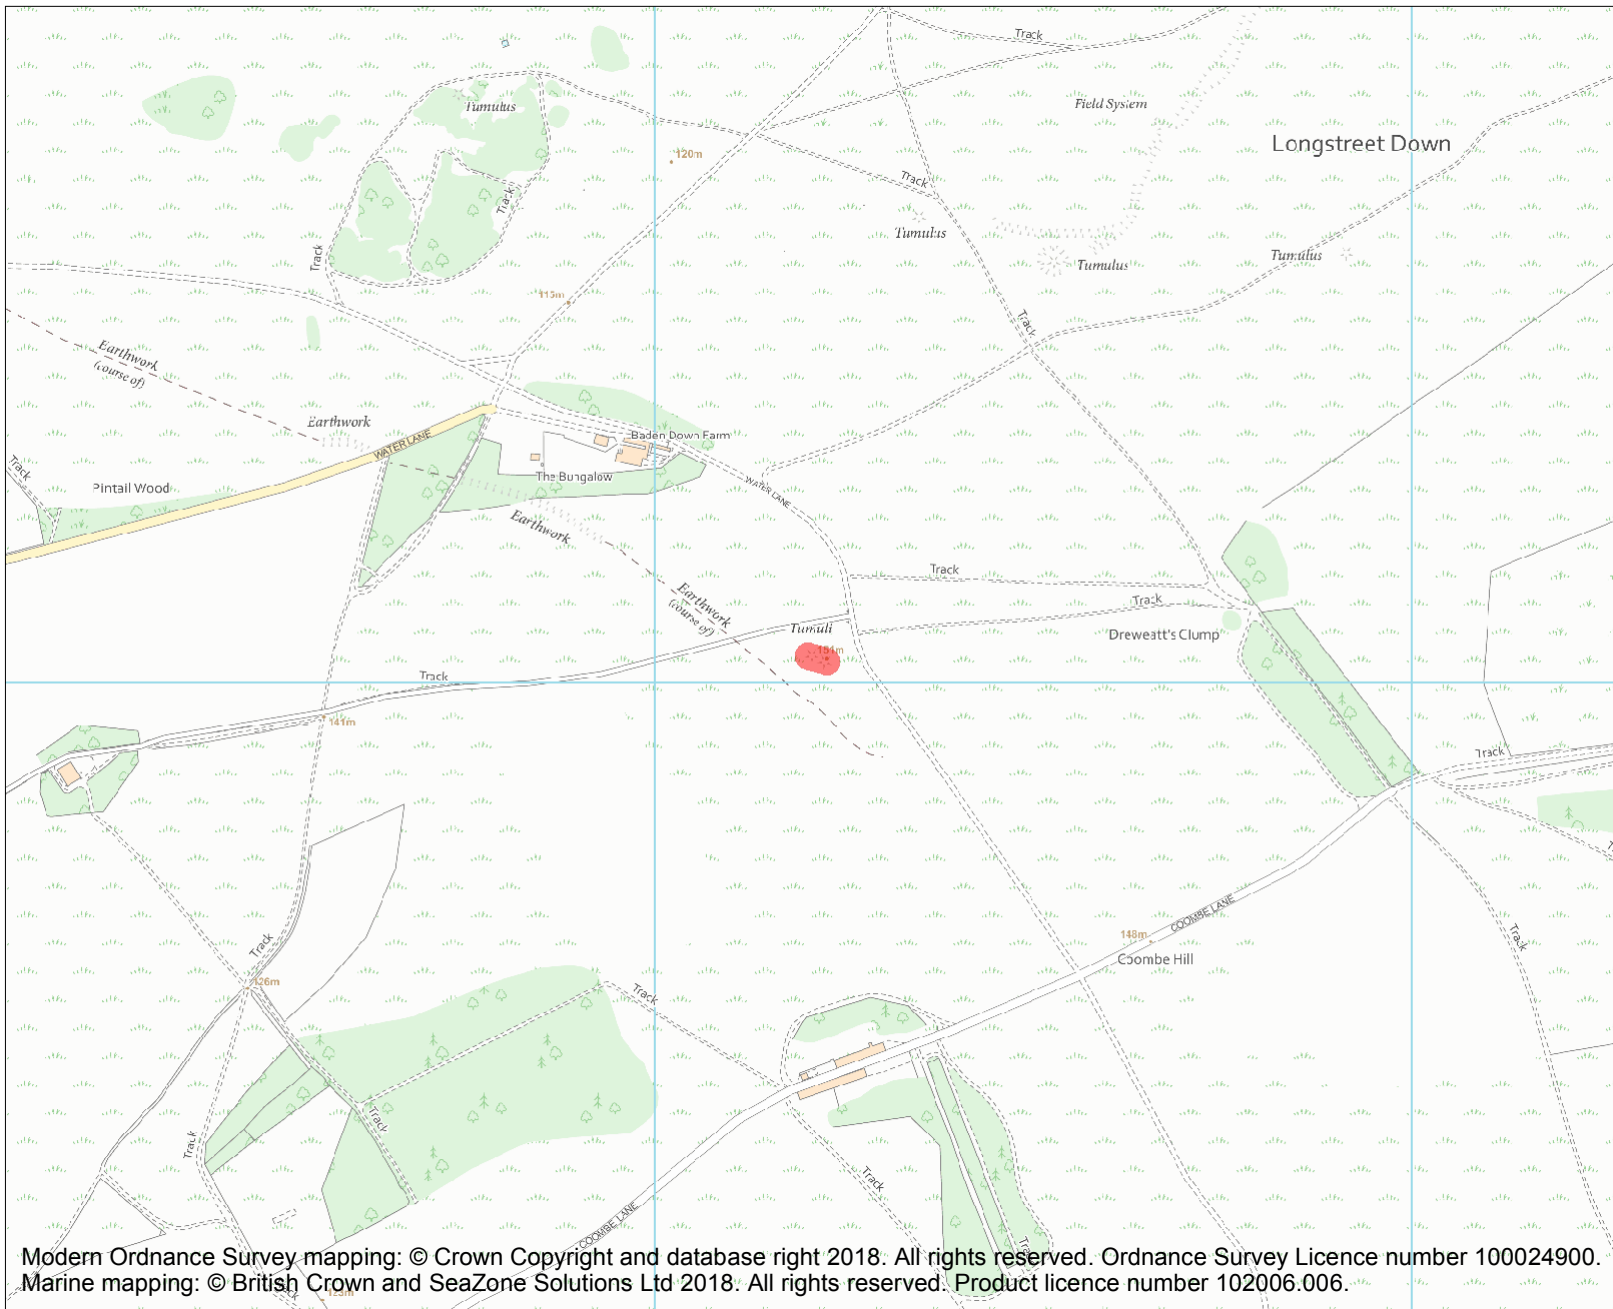 Track
Tumulus
Field System
Longstreet Down
120m
Track
Track
Tumulus
Track
Tumulus
Tumulus
115m
Track
Earthwork
(course of)
Earthwork
WATER LANE
Baden Down Farm
Track
Pintail Wood
The Bungalow
WATER LANE
Earthwork
Track
Earthwork
(course of)
Track
Tumuli
Dreweatt's Clump
151m
Track
141m
Track
COOMBE LANE
148m
Track
Track
Coombe Hill
126m
Track
Track
Track
Track
COOMBE LANE
Track
Modern Ordnance Survey mapping: © Crown Copyright and database right 2018. All rights reserved. Ordnance Survey Licence number 100024900.
Marine mapping: © British Crown and SeaZone Solutions Ltd 2018. All rights reserved. Product licence number 102006.006.
123m